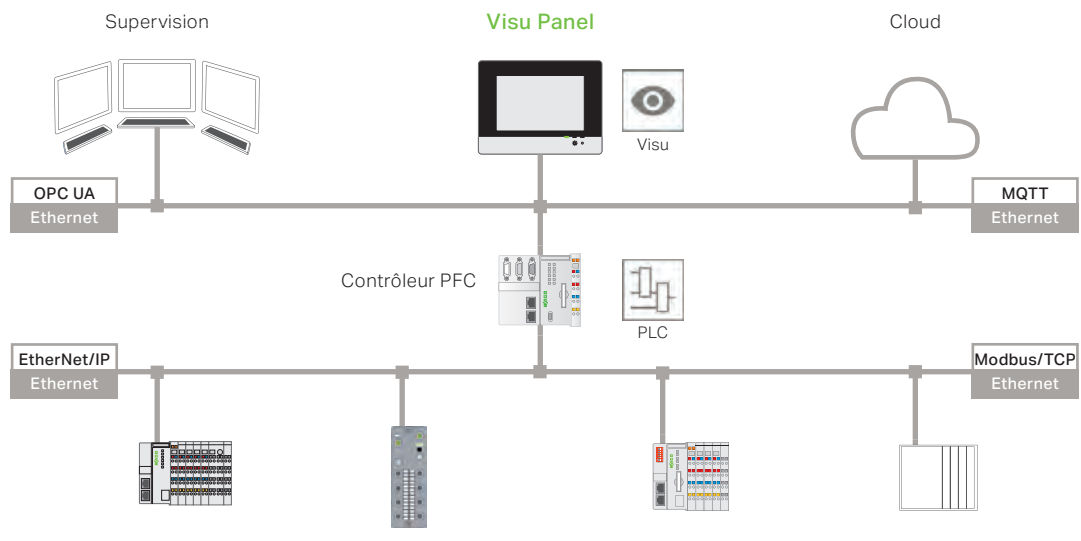 Supervision
Visu Panel
Cloud
Visu
OPC UA
Ethernet
MQTT
Ethernet
Contrôleur PFC
PLC
EtherNet/IP
Ethernet
Modbus/TCP
Ethernet